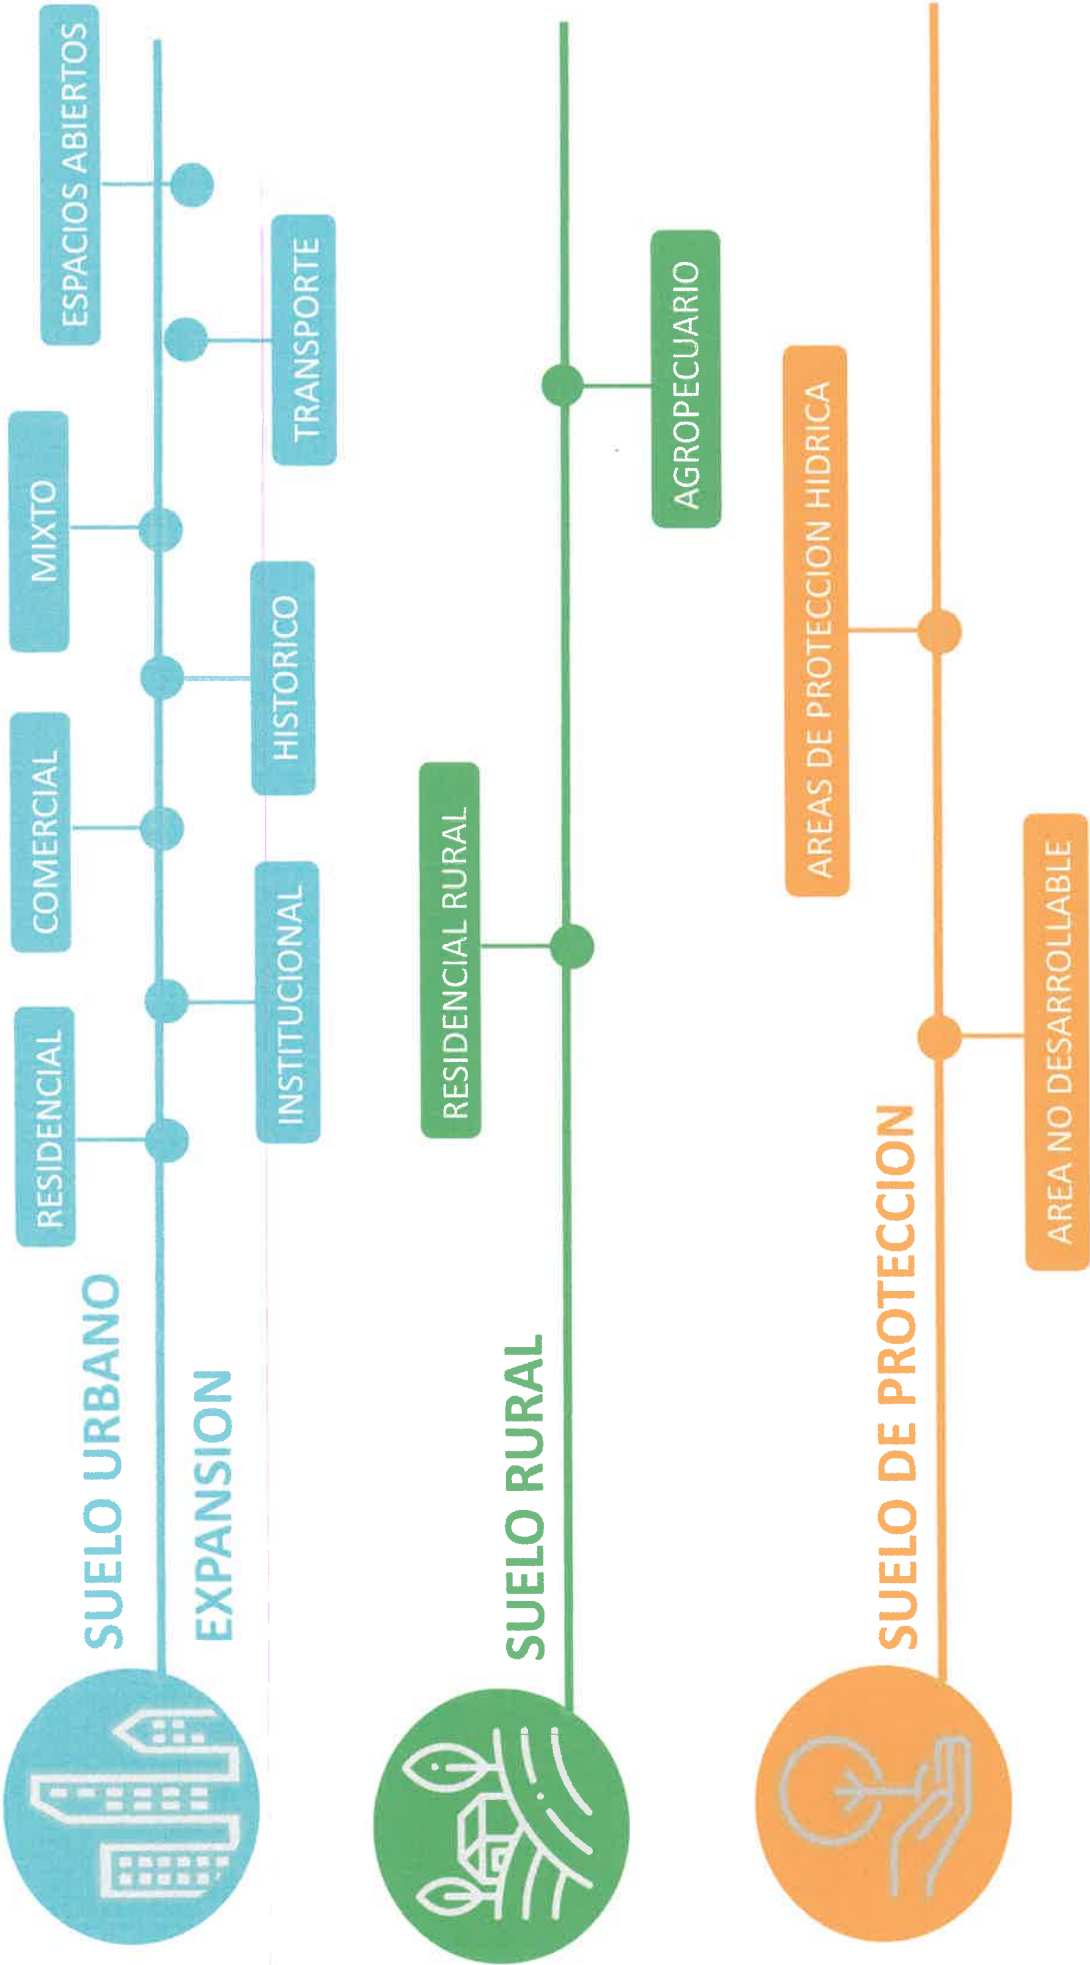 SUELO URBANO
EXPANSION
RESIDENCIAL
INSTITUCIONAL
COMERCIAL
HISTORICO
MIXTO
TRANSPORTE
ESPACIOS ABIERTOS
SUELO RURAL
RESIDENCIAL RURAL
AGROPECUARIO
SUELO DE PROTECCION
AREA NO DESARROLLABLE
AREAS DE PROTECCION HIDRICA